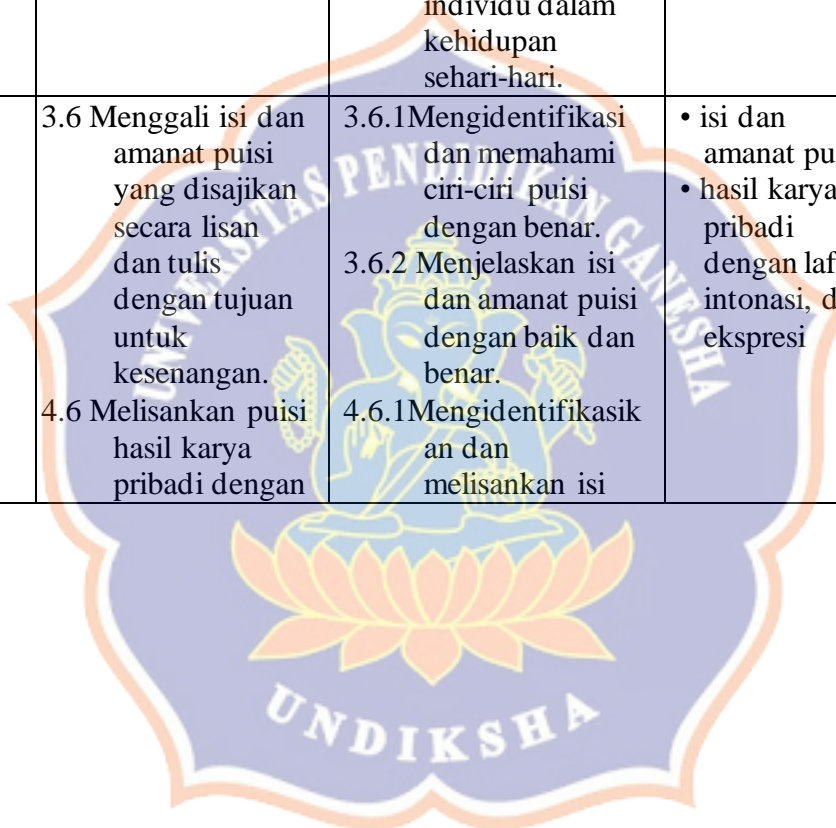 individu dalam
kehidupan
sehari-hari.
3.6 Menggali isi dan
amanat puisi
yang disajikan
secara lisan
dan tulis
dengan tujuan
untuk
kesenangan.
4.6 Melisankan puisi
hasil karya
pribadi dengan
3.6.1Mengidentifikasi
dan memahami
ciri-ciri puisi
dengan benar.
3.6.2 Menjelaskan isi
dan amanat puisi
dengan baik dan
benar.
4.6.1Mengidentifikasik
an dan
melisankan isi
• isi dan
amanat pu
• hasil karya
pribadi
dengan laf
intonasi, d
ekspresi
UNIVERSITAS PENDIDIKAN GANESHA
UNDIKSHA